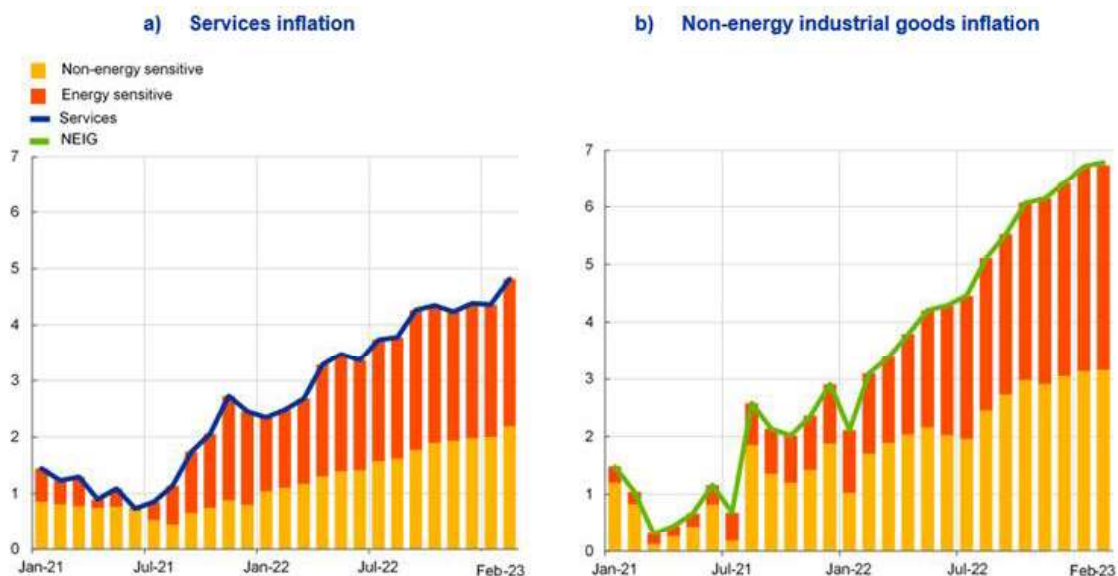 a) Services inflation
Non-energy sensitive
Energy sensitive
Services
NEIG
7
6
5
4
3
2
1
0
Jan-21 Jul-21 Jan-22 Jul-22 Feb-23
b) Non-energy industrial goods inflation
7
6
5
4
3
2
1
0
Jan-21 Jul-21 Jan-22 Jul-22 Feb-23